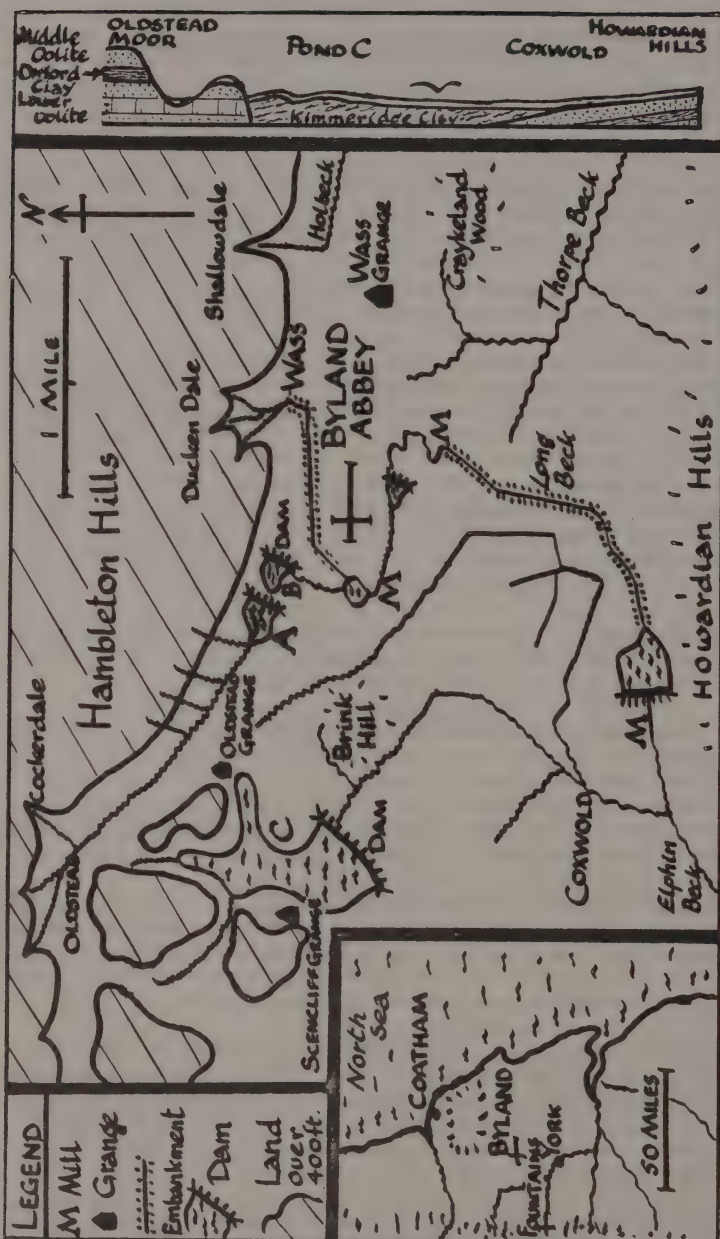 OLDSTEAD
MOOR
POND C
COXWOLD
HOWARDIAN
HILLS
Middle
Oolite
Oxford
Clay
Lower
Oolite
Kimmeridge Clay
N
1 MILE
Hambleton Hills
Cockerdale
Ducken Dale
Shallowdale
Holbeck
OLDSTEAD
OLDSTEAD
GRANGE
A
B
DAM
WASS
WASS
GRANGE
BYLAND
ABBEY
SCENCLIFF GRANGE
C
DAM
Brink
Hill
M
M
Craykeland
Wood
Thorpe Beck
Long
Beck
COXWOLD
M
Elphin
Beck
Howardian Hills
LEGEND
M Mill
Grange
Embankment
Dam
Land
over
400ft.
North
Sea
COATHAM
BYLAND
FOUNTAINS
YORK
50 MILES